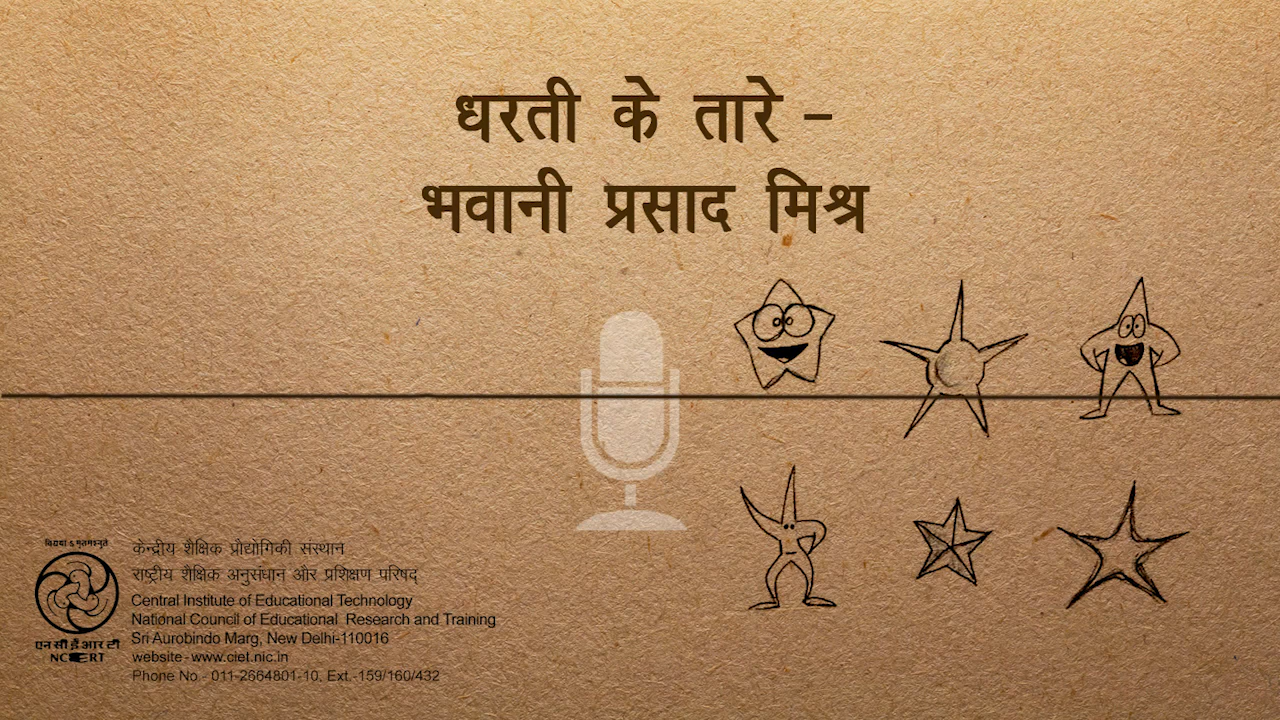 धरती के तारे –
भवानी प्रसाद मिश्र
विद्यया ऽ मृतमश्नुते
एन सी ई आर टी
NCERT
केन्द्रीय शैक्षिक प्रौद्योगिकी संस्थान
राष्ट्रीय शैक्षिक अनुसंधान और प्रशिक्षण परिषद्
Central Institute of Educational Technology
National Council of Educational Research and Training
Sri Aurobindo Marg, New Delhi-110016
website - www.ciet.nic.in
Phone No.- 011-2664801-10, Ext.-159/160/432